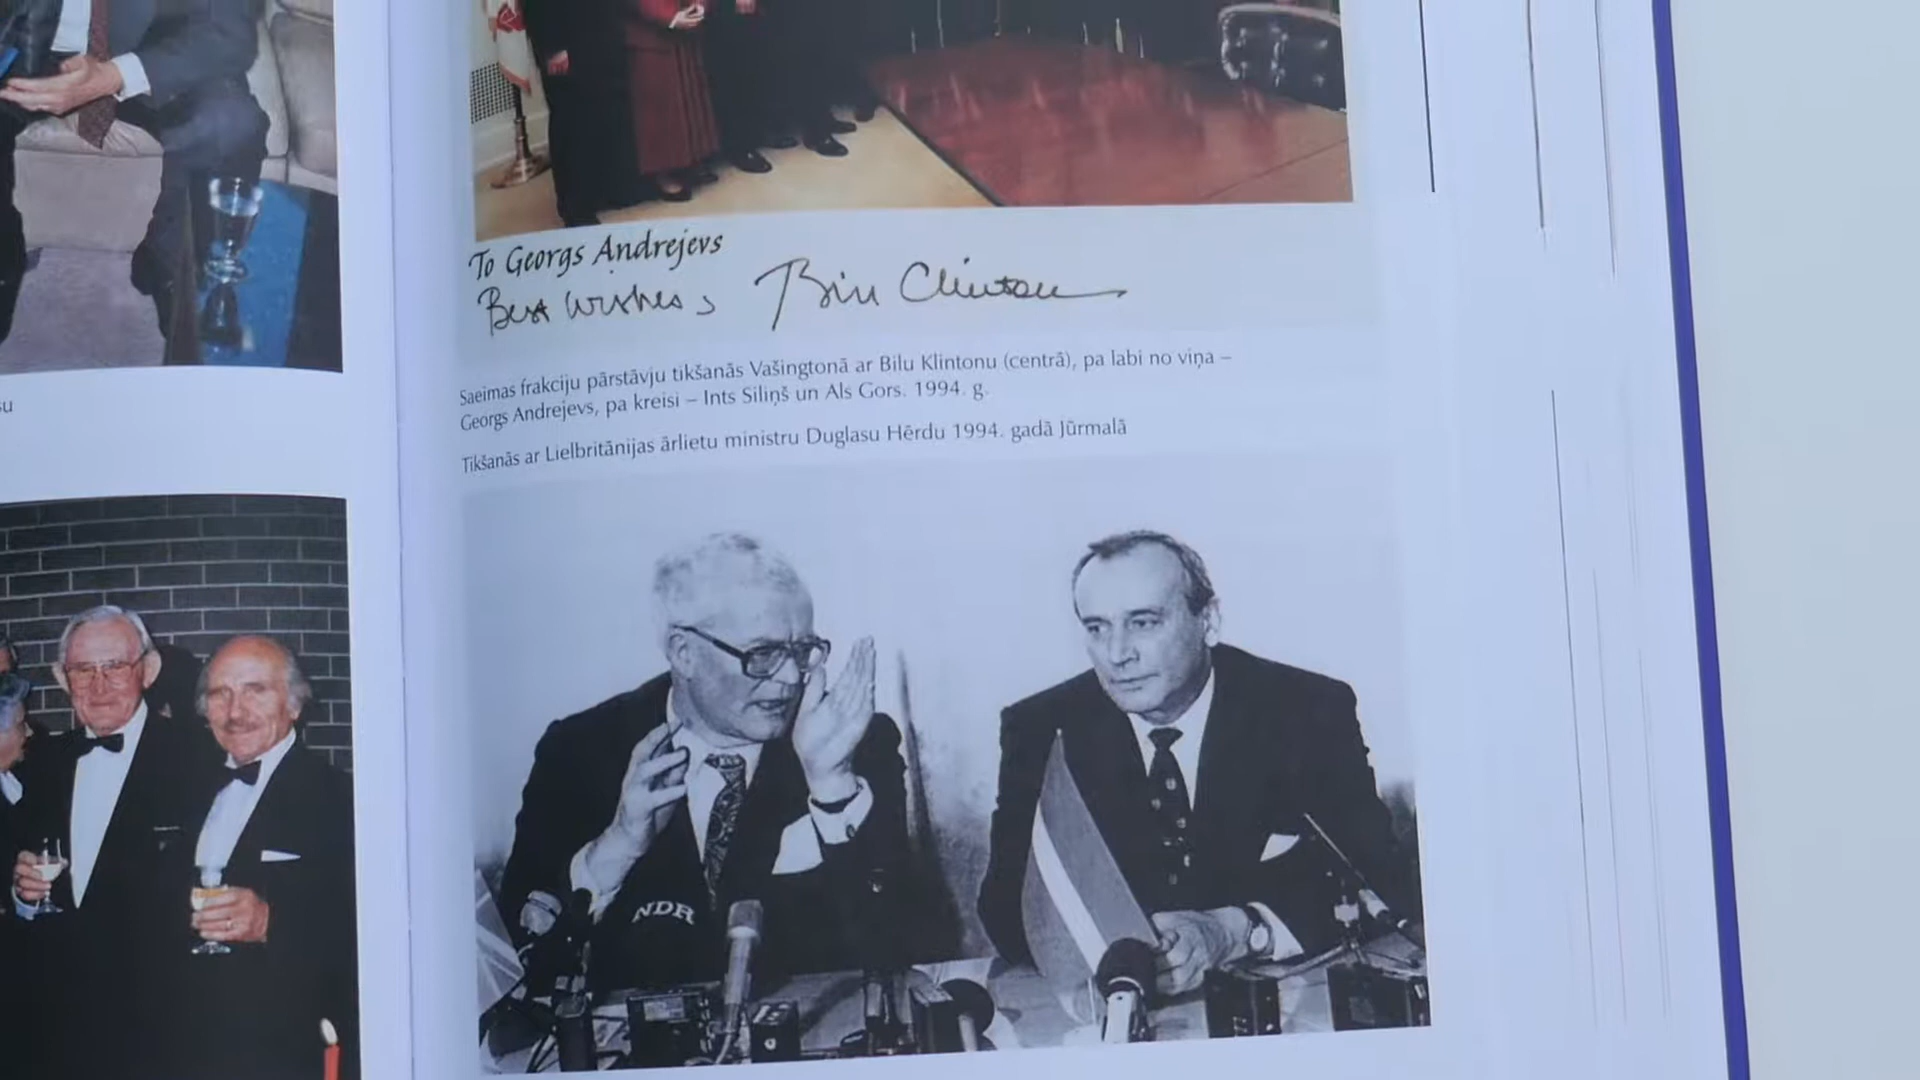 To Georgs Andrejevs
Best wishes, Bill Clinton
Saeimas frakciju pārstāvju tikšanās Vašingtonā ar Bilu Klintonu (centrā), pa labi no viņa –
Georgs Andrejevs, pa kreisi – Ints Siliņš un Als Gors. 1994. g.
Tikšanās ar Lielbritānijas ārlietu ministru Duglasu Hērdu 1994. gadā Jūrmalā
NDR